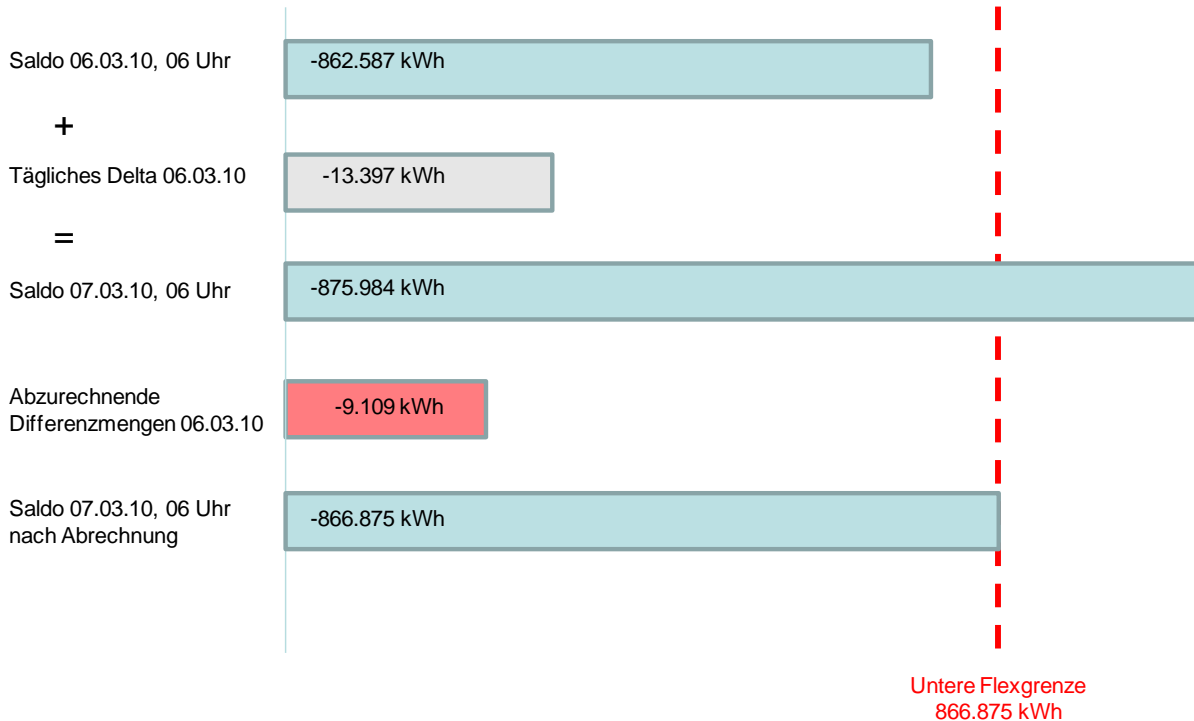 Saldo 06.03.10, 06 Uhr
-862.587 kWh
+
Tägliches Delta 06.03.10
-13.397 kWh
=
Saldo 07.03.10, 06 Uhr
-875.984 kWh
Abzurechnende
Differenzmengen 06.03.10
-9.109 kWh
Saldo 07.03.10, 06 Uhr
nach Abrechnung
-866.875 kWh
Untere Flexgrenze
866.875 kWh